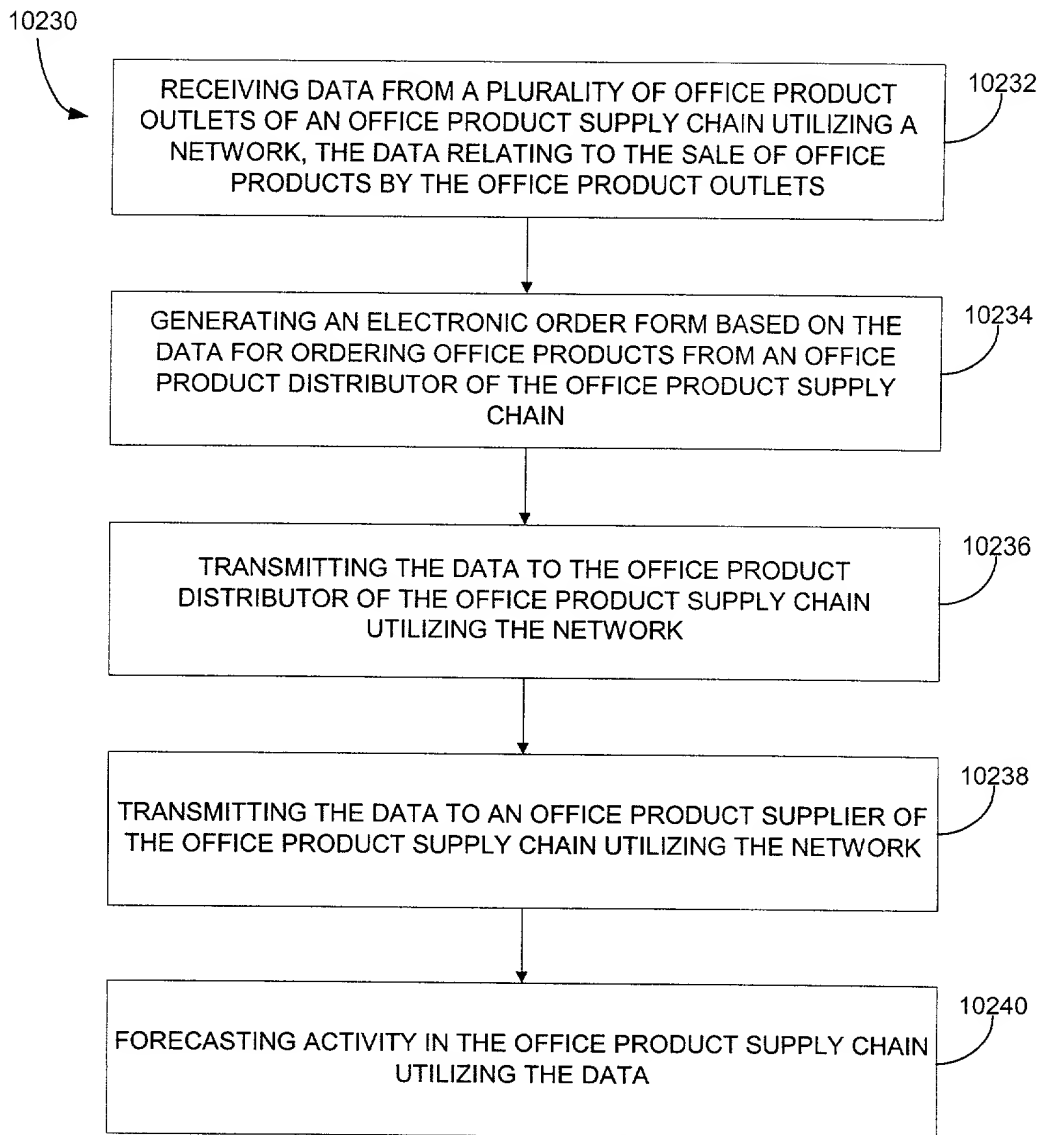 10230
10232
RECEIVING DATA FROM A PLURALITY OF OFFICE PRODUCT
OUTLETS OF AN OFFICE PRODUCT SUPPLY CHAIN UTILIZING A
NETWORK, THE DATA RELATING TO THE SALE OF OFFICE
PRODUCTS BY THE OFFICE PRODUCT OUTLETS
10234
GENERATING AN ELECTRONIC ORDER FORM BASED ON THE
DATA FOR ORDERING OFFICE PRODUCTS FROM AN OFFICE
PRODUCT DISTRIBUTOR OF THE OFFICE PRODUCT SUPPLY
CHAIN
10236
TRANSMITTING THE DATA TO THE OFFICE PRODUCT
DISTRIBUTOR OF THE OFFICE PRODUCT SUPPLY CHAIN
UTILIZING THE NETWORK
10238
TRANSMITTING THE DATA TO AN OFFICE PRODUCT SUPPLIER OF
THE OFFICE PRODUCT SUPPLY CHAIN UTILIZING THE NETWORK
10240
FORECASTING ACTIVITY IN THE OFFICE PRODUCT SUPPLY CHAIN
UTILIZING THE DATA